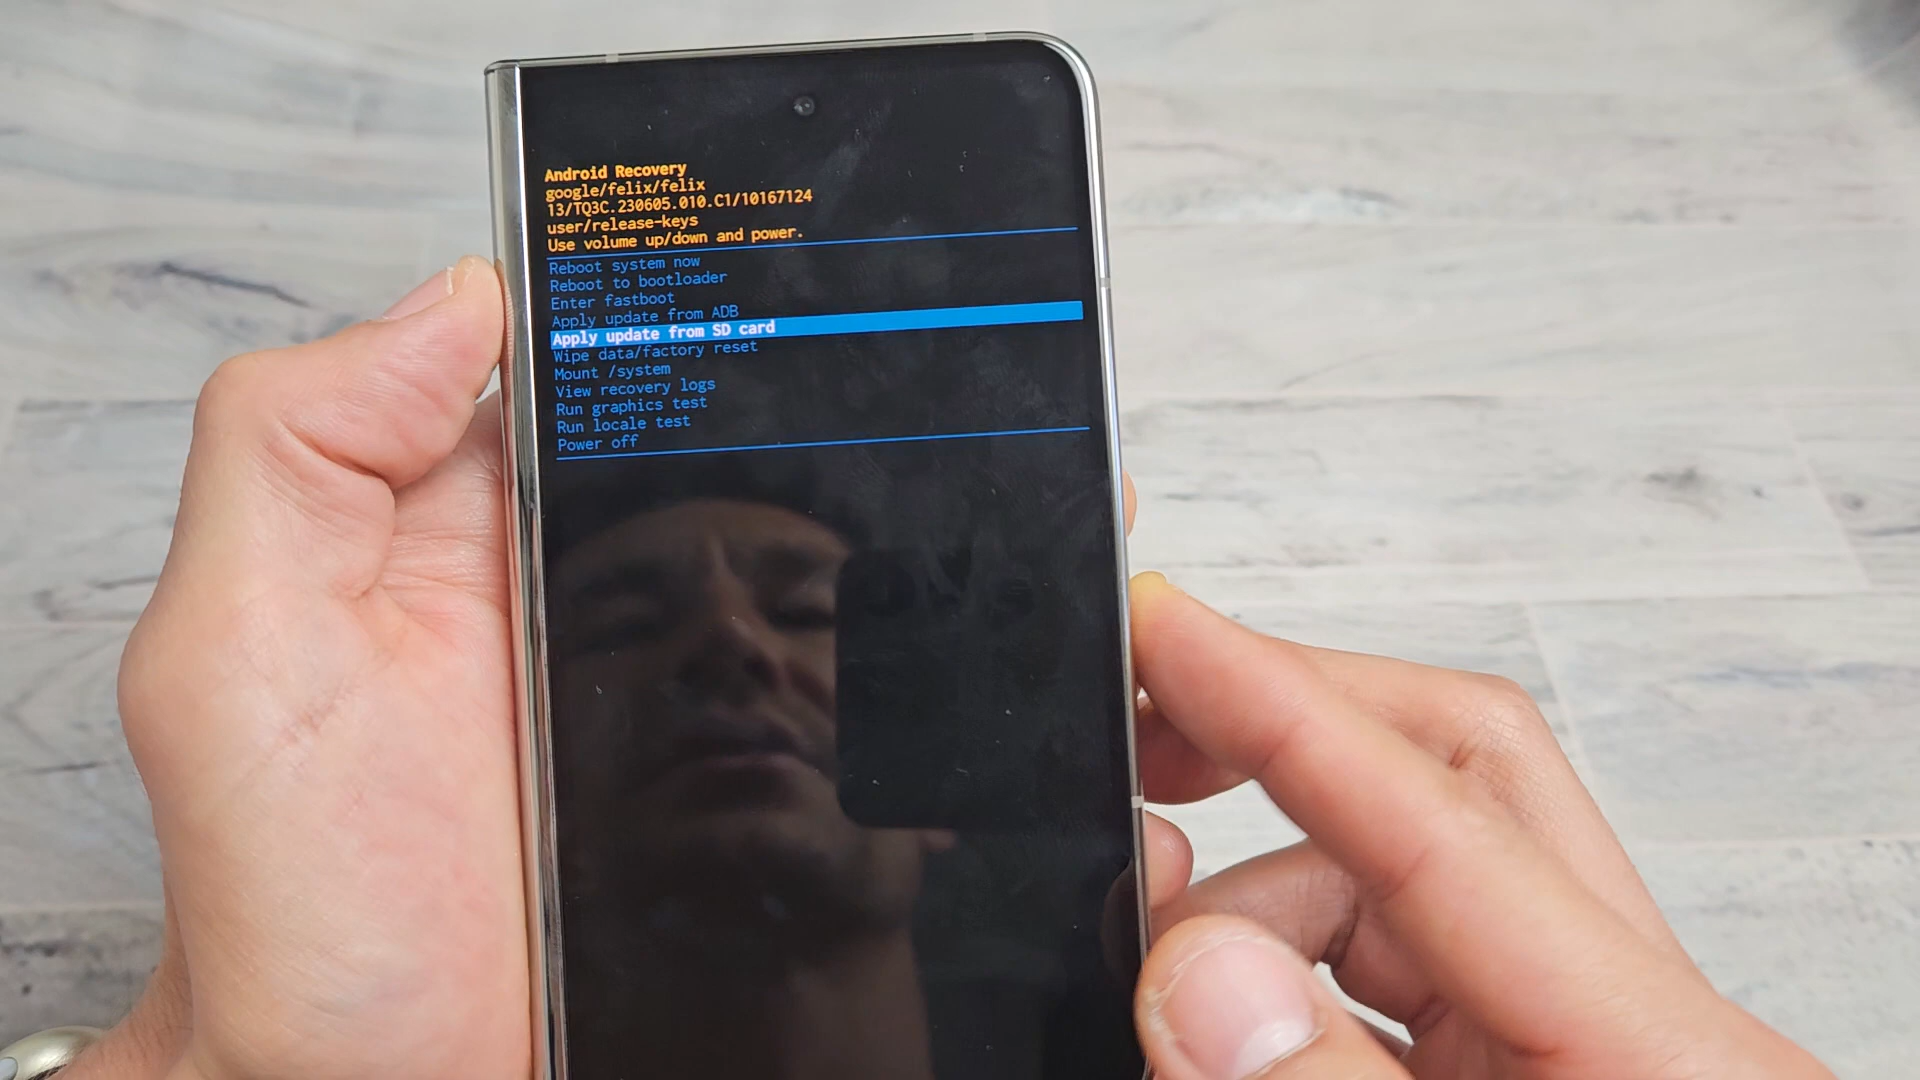 Android Recovery
google/felix/felix
13/TQ3C.230605.010.C1/10167124
user/release-keys
Use volume up/down and power.
Reboot system now
Reboot to bootloader
Enter fastboot
Apply update from ADB
Apply update from SD card
Wipe data/factory reset
Mount /system
View recovery logs
Run graphics test
Run locale test
Power off